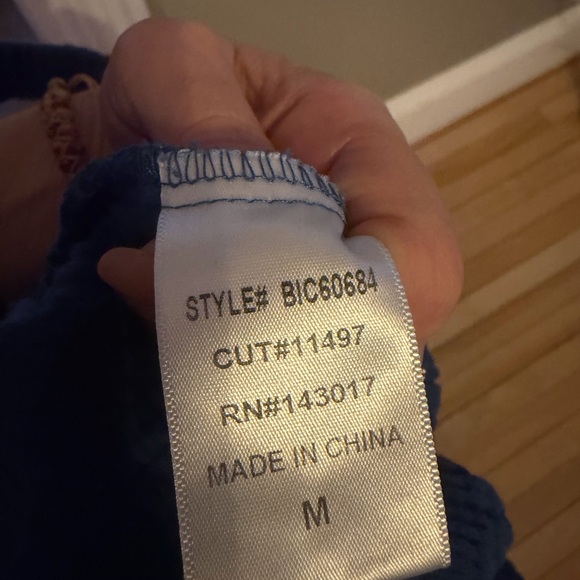 STYLE# BIC60684
CUT#11497
RN#143017
MADE IN CHINA
M